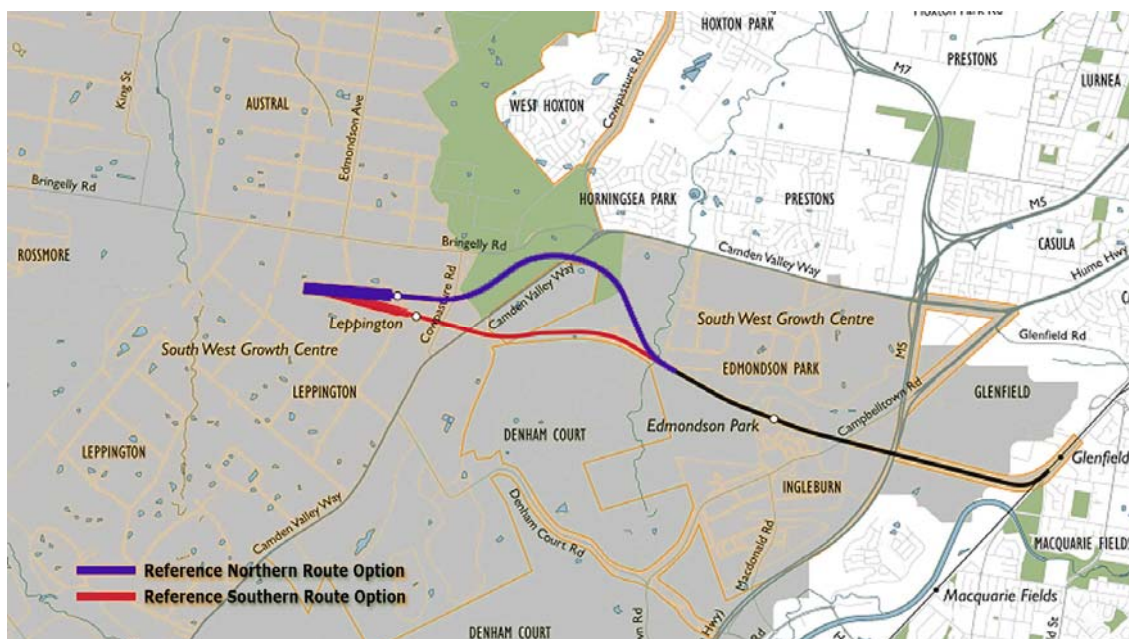 HOXTON PARK
Hoxton Park Rd
PRESTONS
M7
LURNEA
King St
AUSTRAL
Edmondson Ave
WEST HOXTON
Cowpasture Rd
Bringelly Rd
HORNINGSEA PARK
PRESTONS
M5
CASULA
Hume Hwy
ROSSMORE
Bringelly Rd
Camden Valley Way
Cowpasture Rd
Camden Valley Way
Leppington
South West Growth Centre
South West Growth Centre
Glenfield Rd
M5
LEPPINGTON
EDMONDSON PARK
Campbelltown Rd
GLENFIELD
Edmondson Park
DENHAM COURT
LEPPINGTON
Glenfield
INGLEBURN
Camden Valley Way
Denham Court Rd
Macdonald Rd
MACQUARIE FIELDS
Reference Northern Route Option
Reference Southern Route Option
Macquarie Fields
DENHAM COURT
Hwy)